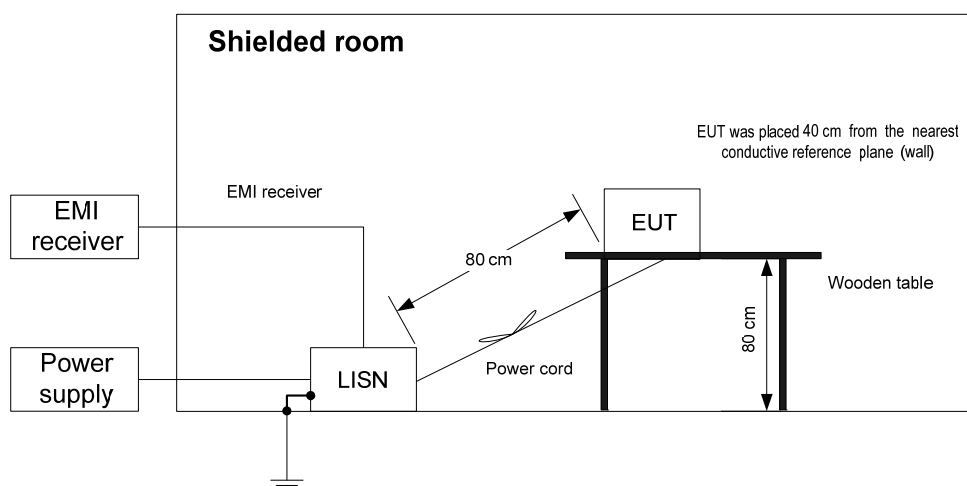 Shielded room
EUT was placed 40 cm from the nearest
conductive reference plane (wall)
EMI receiver
EMI
receiver
EUT
80 cm
Wooden table
80 cm
Power
supply
LISN
Power cord